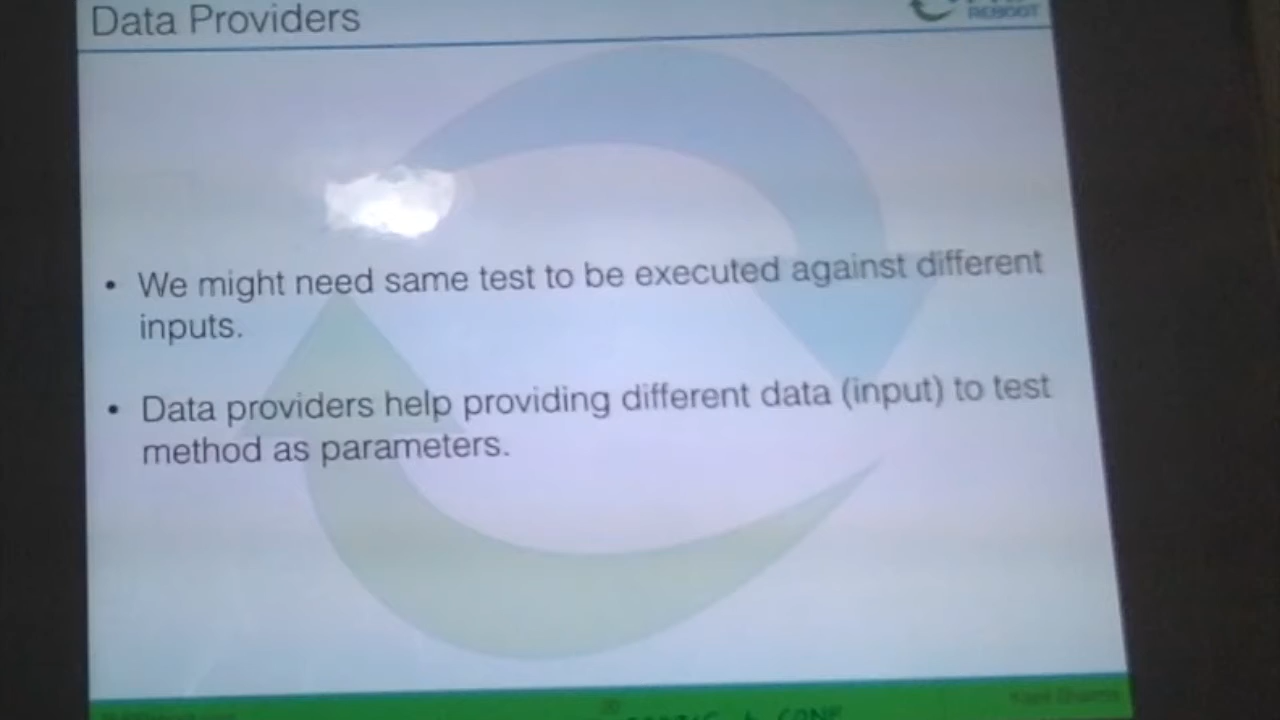 Data Providers
REBOOT
• We might need same test to be executed against different
inputs.
• Data providers help providing different data (input) to test
method as parameters.